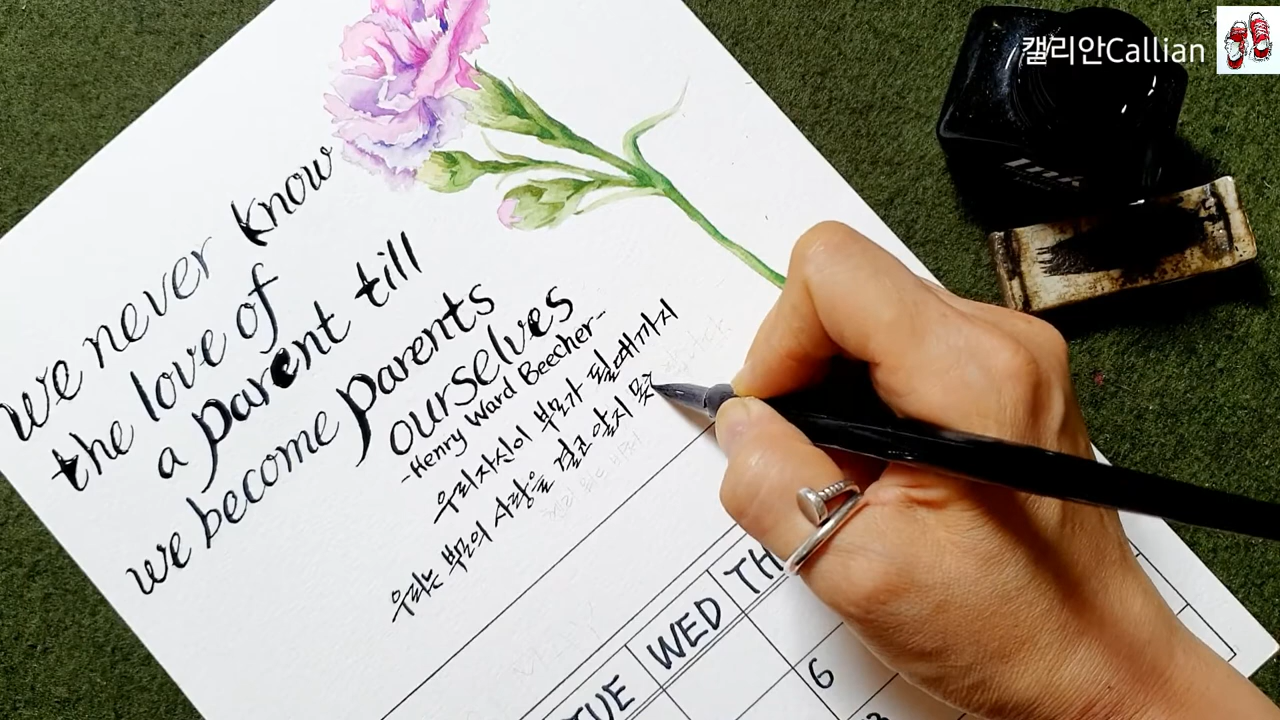 캘리안Callian
Ink
we never know
the love of
a parent till
we become parents
ourselves
-Henry Ward Beecher-
우리자신이 부모가 될때까지
우리는 부모의 사랑을 결코 알지 못
TUE WED TH
6